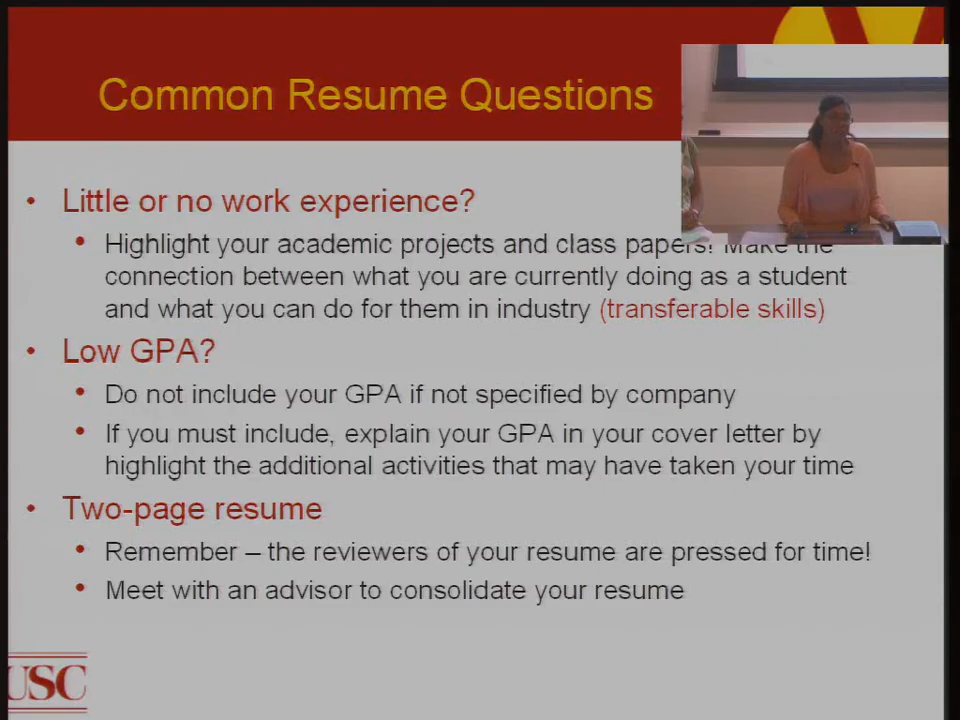 Common Resume Questions
• Little or no work experience?
• Highlight your academic projects and class papers! Make the
connection between what you are currently doing as a student
and what you can do for them in industry (transferable skills)
• Low GPA?
• Do not include your GPA if not specified by company
• If you must include, explain your GPA in your cover letter by
highlight the additional activities that may have taken your time
• Two-page resume
• Remember – the reviewers of your resume are pressed for time!
• Meet with an advisor to consolidate your resume
USC